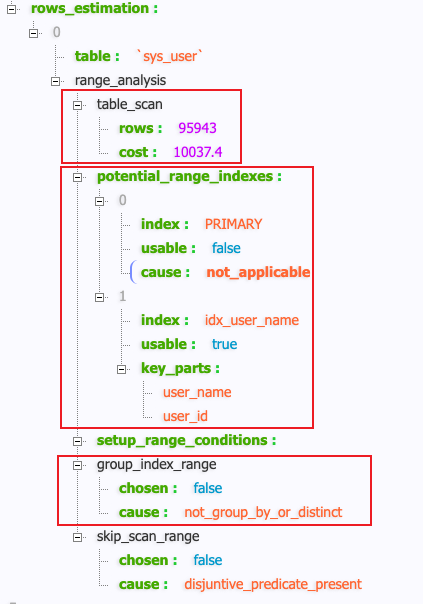 rows_estimation :
0
table : `sys_user`
range_analysis
table_scan
rows : 95943
cost : 10037.4
potential_range_indexes :
0
index : PRIMARY
usable : false
cause : not_applicable
1
index : idx_user_name
usable : true
key_parts :
user_name
user_id
setup_range_conditions :
group_index_range
chosen : false
cause : not_group_by_or_distinct
skip_scan_range
chosen : false
cause : disjuntive_predicate_present